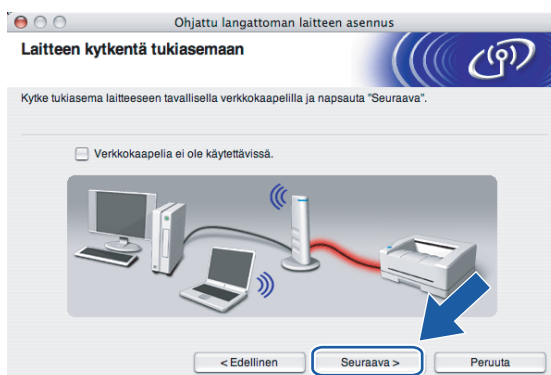 Ohjattu langattoman laitteen asennus
Laitteen kytkentä tukiasemaan
Kytke tukiasema laitteeseen tavallisella verkkokaapelilla ja napsauta "Seuraava".
Verkkokaapelia ei ole käytettävissä.
< Edellinen
Seuraava >
Peruuta